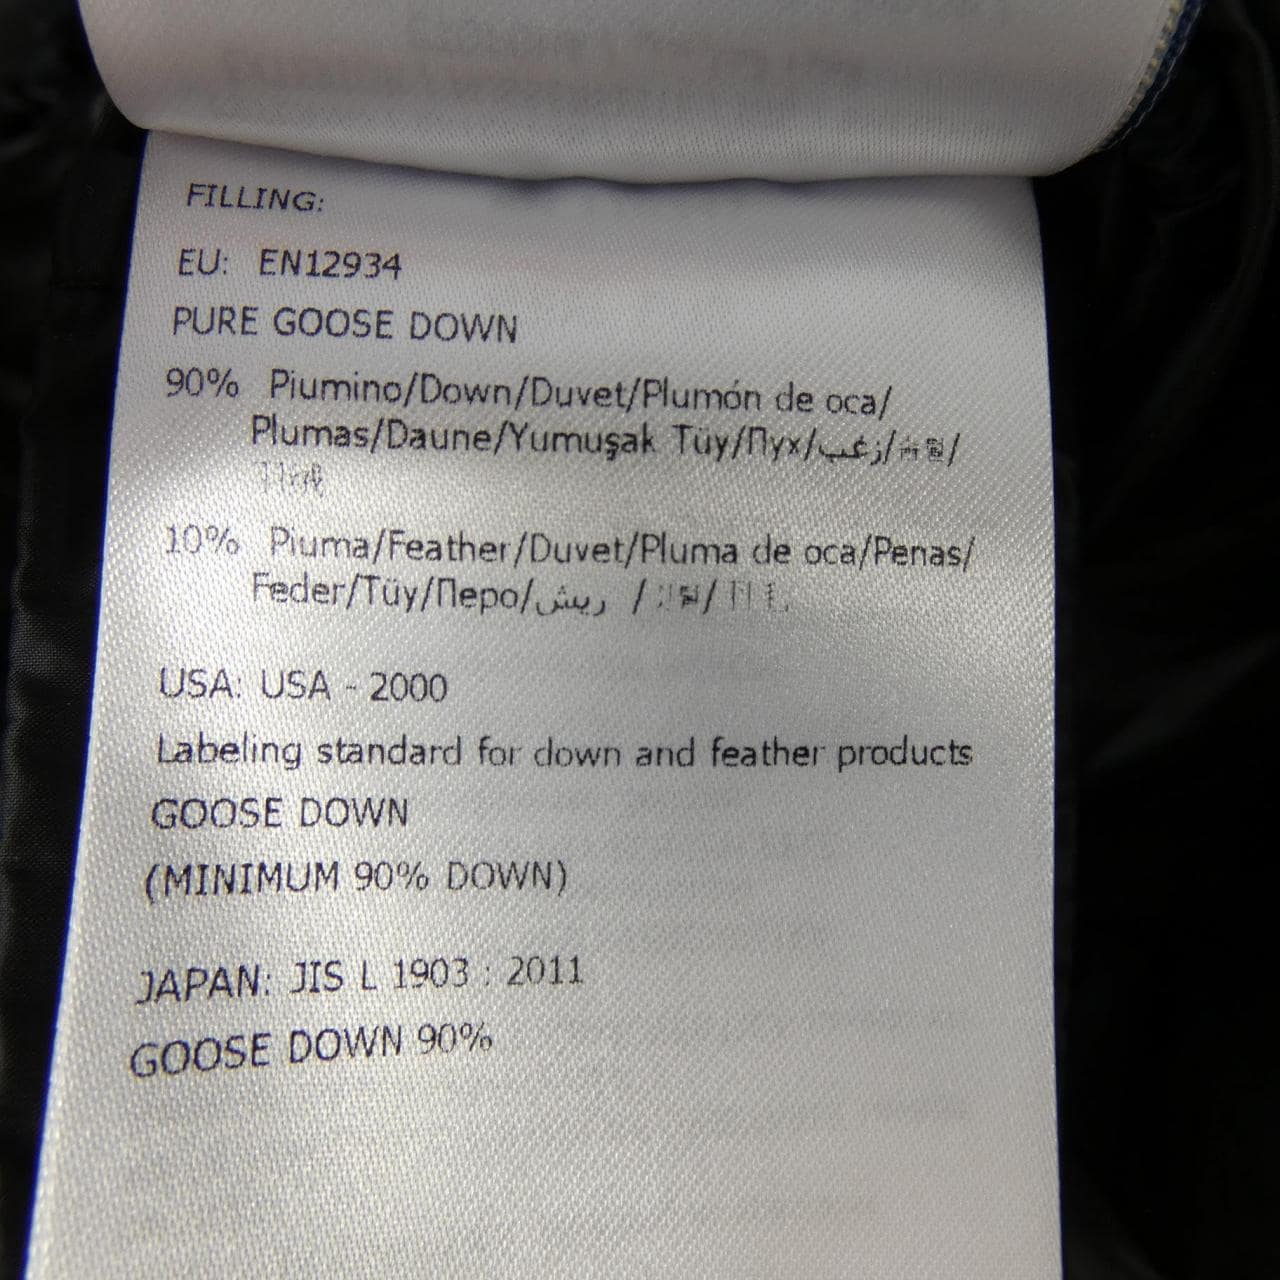 FILLING:
EU: EN12934
PURE GOOSE DOWN
90% Piumino/Down/Duvet/Plumón de oca/
Plumas/Daune/Yumuşak Tüy/Пух/زغب/
10% Piuma/Feather/Duvet/Pluma de oca/Penas/
Feder/Tüy/Перо/ريش /
USA: USA - 2000
Labeling standard for down and feather products
GOOSE DOWN
(MINIMUM 90% DOWN)
JAPAN: JIS L 1903 : 2011
GOOSE DOWN 90%